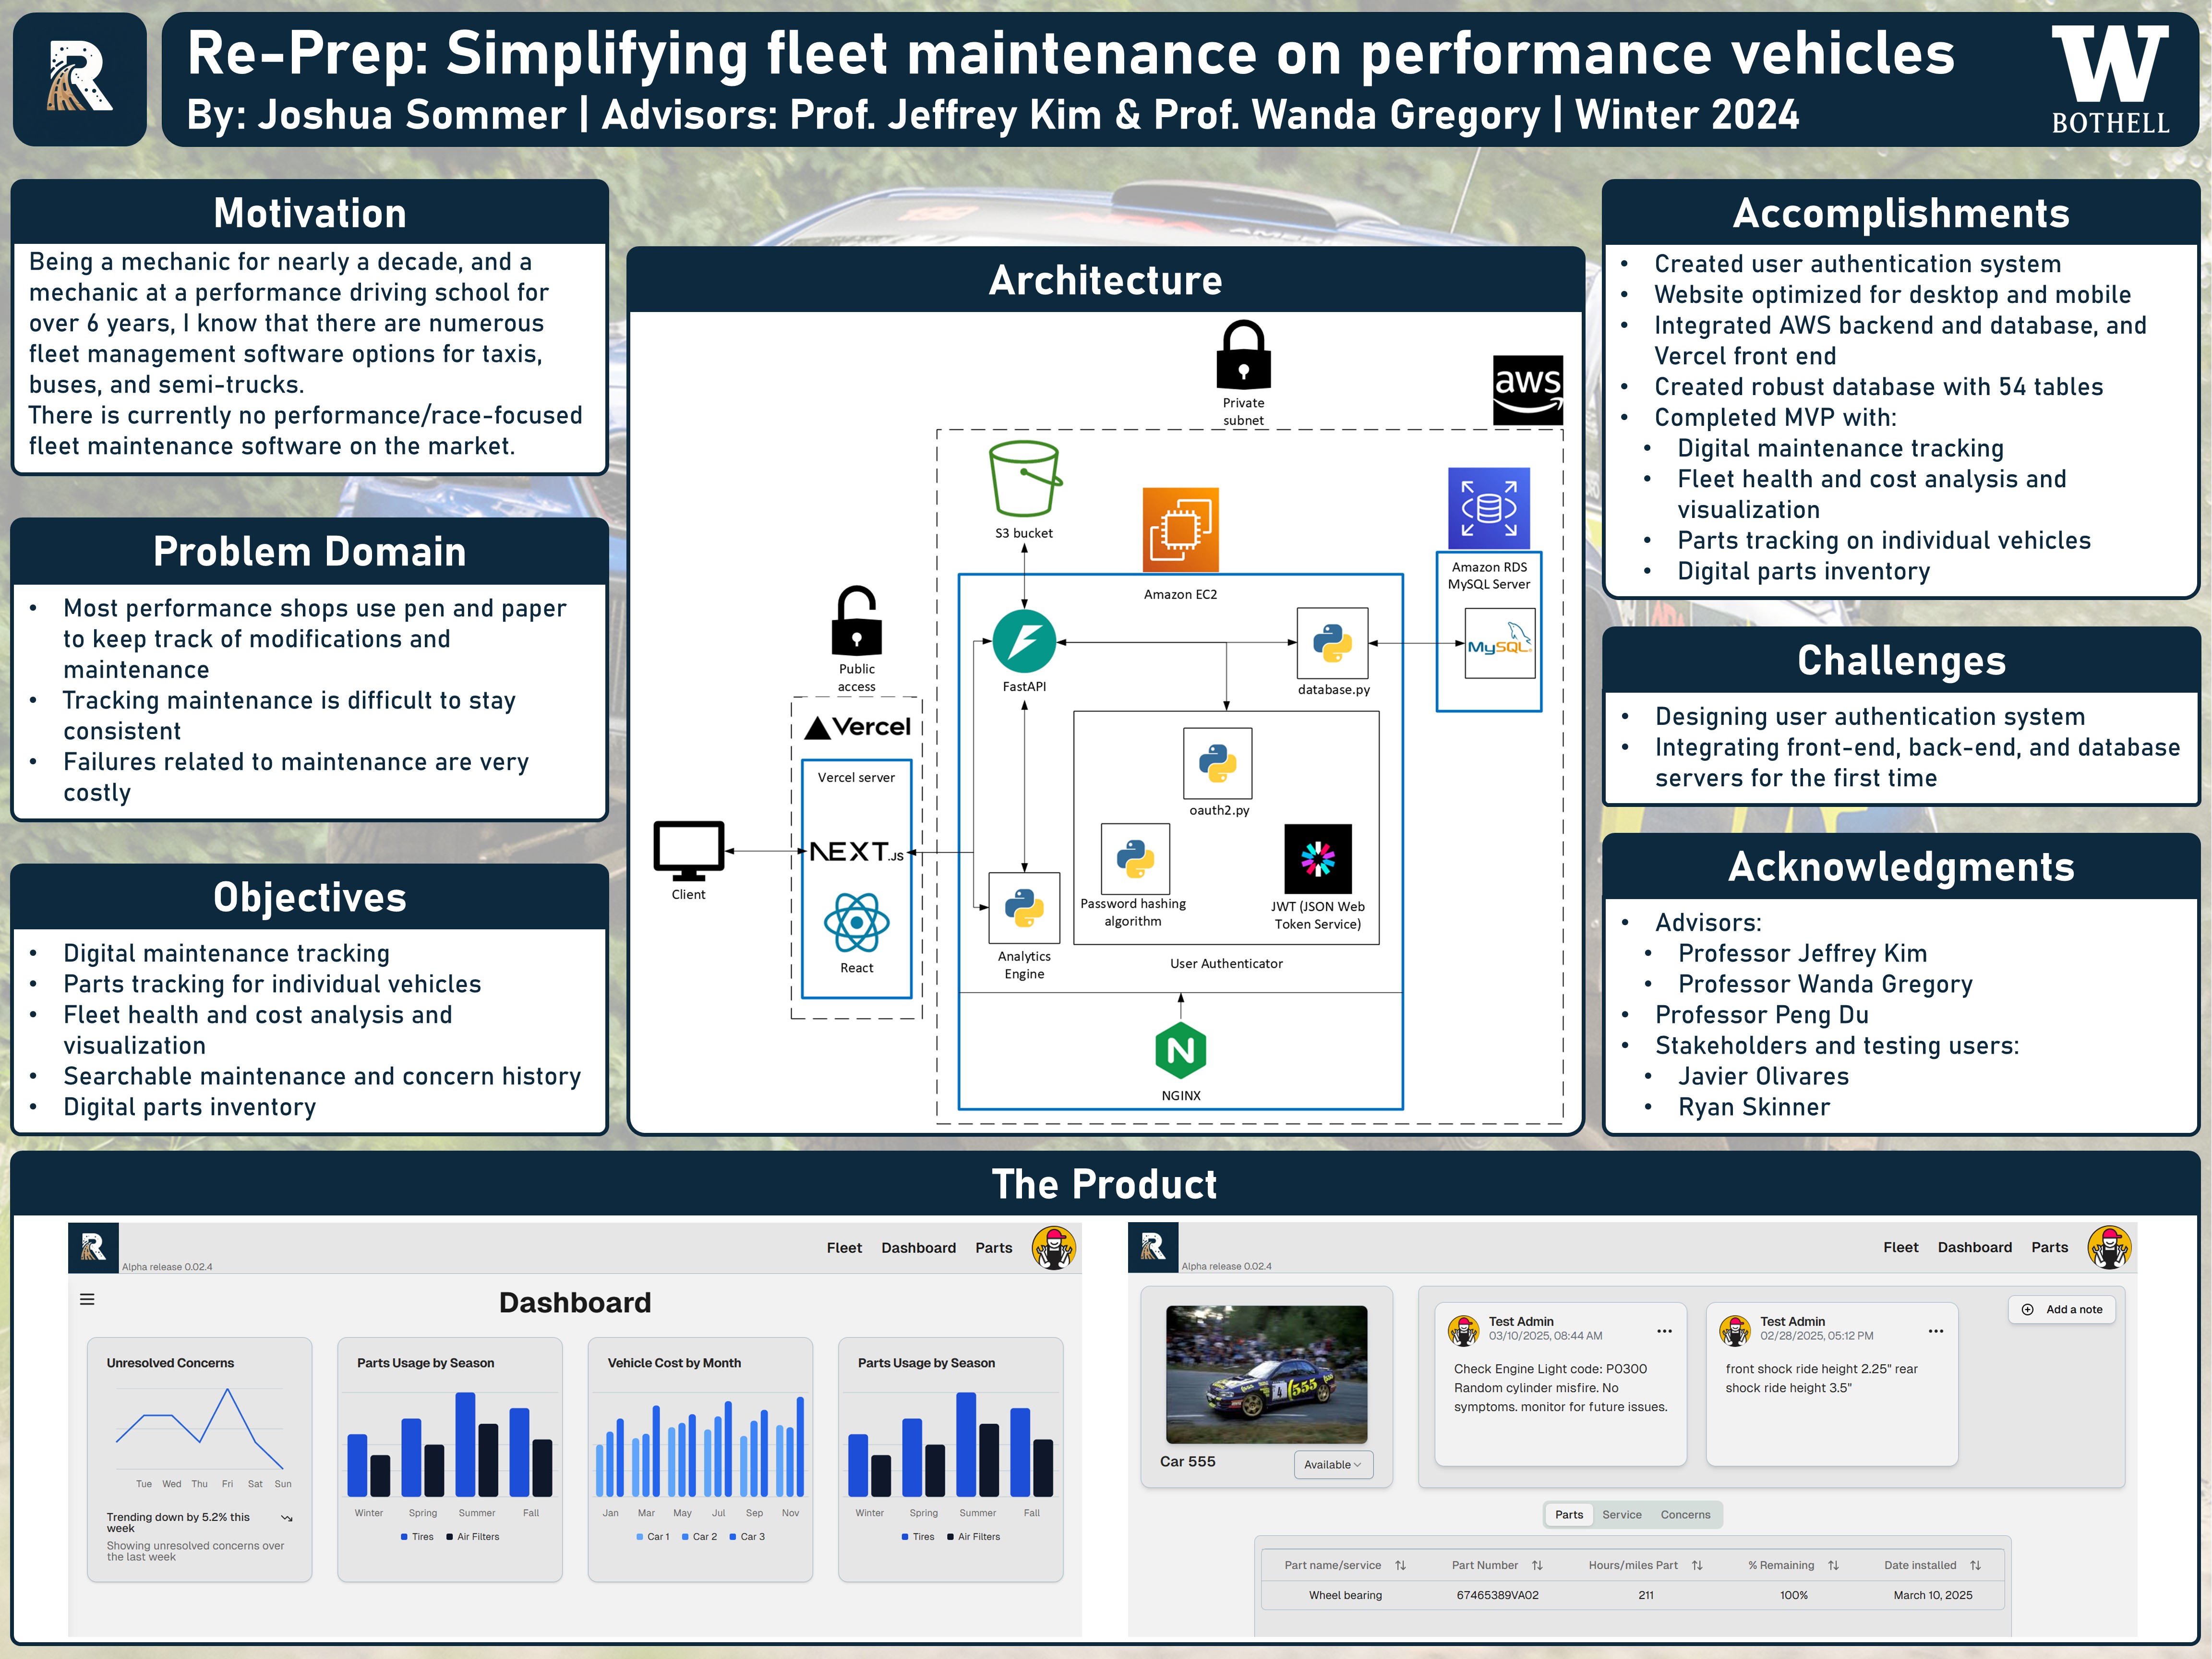 Re-Prep: Simplifying fleet maintenance on performance vehicles
By: Joshua Sommer | Advisors: Prof. Jeffrey Kim & Prof. Wanda Gregory | Winter 2024
W
BOTHELL
Motivation
Being a mechanic for nearly a decade, and a
mechanic at a performance driving school for
over 6 years, I know that there are numerous
fleet management software options for taxis,
buses, and semi-trucks.
There is currently no performance/race-focused
fleet maintenance software on the market.
Problem Domain
• Most performance shops use pen and paper
to keep track of modifications and
maintenance
• Tracking maintenance is difficult to stay
consistent
• Failures related to maintenance are very
costly
Objectives
• Digital maintenance tracking
• Parts tracking for individual vehicles
• Fleet health and cost analysis and
visualization
• Searchable maintenance and concern history
• Digital parts inventory
Architecture
Private
subnet
aws
S3 bucket
Amazon EC2
Amazon RDS
MySQL Server
MySQL
Public
access
FastAPI
database.py
Vercel
Vercel server
oauth2.py
NEXT.JS
Client
Password hashing
algorithm
JWT (JSON Web
Token Service)
React
Analytics
Engine
User Authenticator
N
NGINX
Accomplishments
• Created user authentication system
• Website optimized for desktop and mobile
• Integrated AWS backend and database, and
Vercel front end
• Created robust database with 54 tables
• Completed MVP with:
• Digital maintenance tracking
• Fleet health and cost analysis and
visualization
• Parts tracking on individual vehicles
• Digital parts inventory
Challenges
• Designing user authentication system
• Integrating front-end, back-end, and database
servers for the first time
Acknowledgments
• Advisors:
• Professor Jeffrey Kim
• Professor Wanda Gregory
• Professor Peng Du
• Stakeholders and testing users:
• Javier Olivares
• Ryan Skinner
The Product
R
Alpha release 0.02.4
Fleet Dashboard Parts
Dashboard
Unresolved Concerns
Tue Wed Thu Fri Sat Sun
Trending down by 5.2% this
week
Showing unresolved concerns over
the last week
Parts Usage by Season
Winter Spring Summer Fall
Tires Air Filters
Vehicle Cost by Month
Jan Mar May Jul Sep Nov
Car 1 Car 2 Car 3
Parts Usage by Season
Winter Spring Summer Fall
Tires Air Filters
R
Alpha release 0.02.4
Fleet Dashboard Parts
555
4
Car 555
Available
Test Admin
03/10/2025, 08:44 AM
Check Engine Light code: P0300
Random cylinder misfire. No
symptoms. monitor for future issues.
Test Admin
02/28/2025, 05:12 PM
front shock ride height 2.25" rear
shock ride height 3.5"
Add a note
Parts Service Concerns
Part name/service Part Number Hours/miles Part % Remaining Date installed
Wheel bearing 67465389VA02 211 100% March 10, 2025